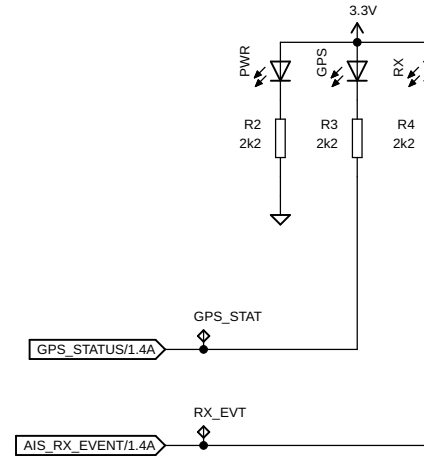 3.3V
PWR
GPS
RX
R2
2k2
R3
2k2
R4
2k2
GPS_STAT
GPS_STATUS/1.4A
RX_EVT
AIS_RX_EVENT/1.4A